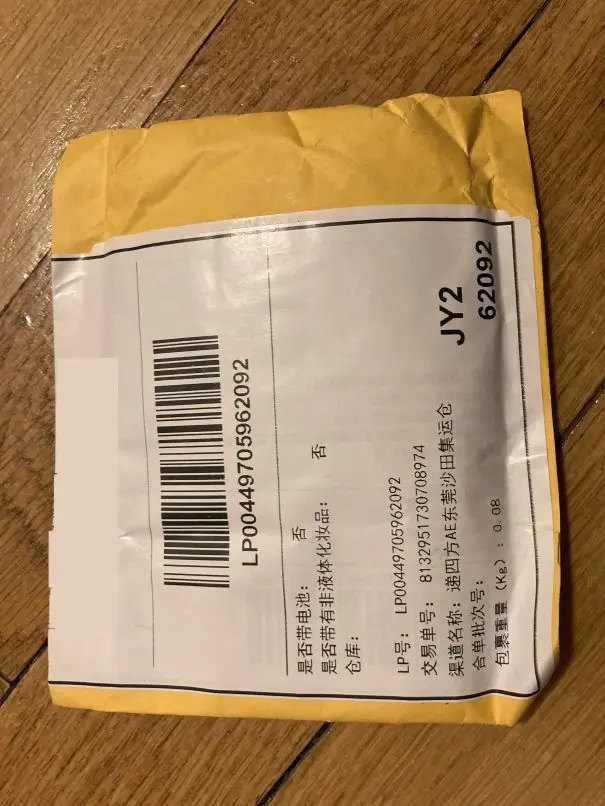 LP00449705962092
是否带电池: 否
是否带有非液体化妆品: 否
仓库:
LP号: LP00449705962092
交易单号: 8132951730708974
渠道名称: 递四方AE东莞沙田集运仓
合单批次号:
包裹重量 (Kg) : 0.08
JY2
62092